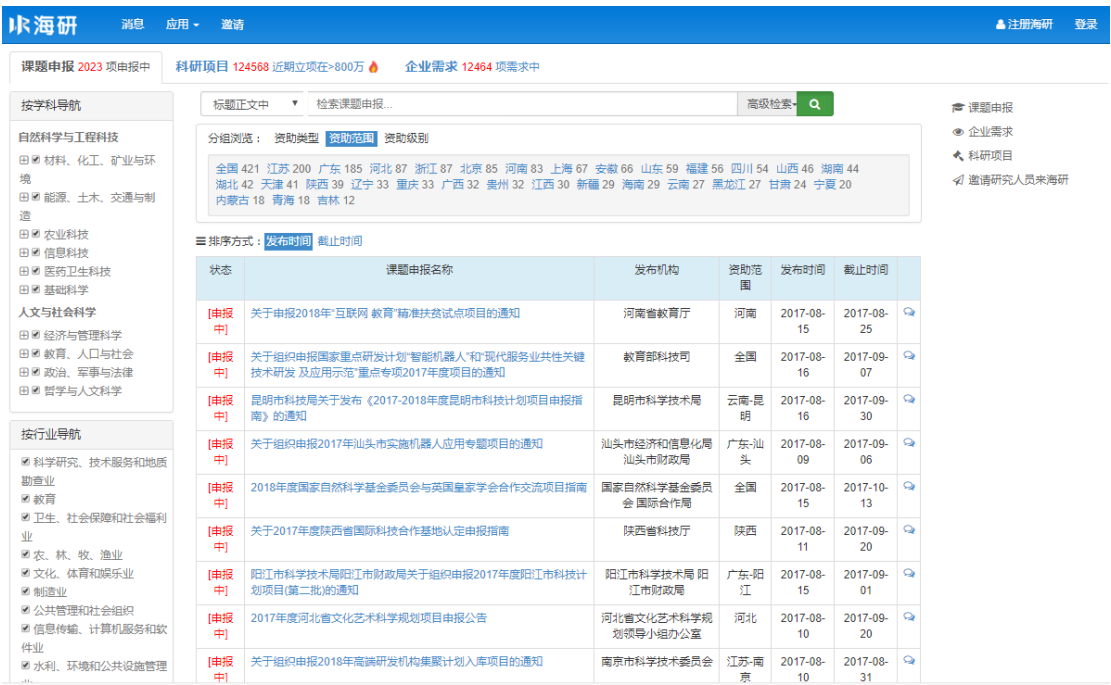 海研 消息 应用 邀请 注册海研 登录
课题申报 2023 项申报中 科研项目 124568 近期立项在>800万 企业需求 12464 项需求中
按学科导航
自然科学与工程科技
材料、化工、矿业与环
境
能源、土木、交通与制
造
农业科技
信息科技
医药卫生科技
基础科学
人文与社会科学
经济与管理科学
教育、人口与社会
政治、军事与法律
哲学与人文科学
按行业导航
科学研究、技术服务和地质
勘查业
教育
卫生、社会保障和社会福利
业
农、林、牧、渔业
文化、体育和娱乐业
制造业
公共管理和社会组织
信息传输、计算机服务和软
件业
水利、环境和公共设施管理
标题正文中 检索课题申报... 高级检索
分组浏览： 资助类型 资助范围 资助级别
全国 421 江苏 200 广东 185 河北 87 浙江 87 北京 85 河南 83 上海 67 安徽 66 山东 59 福建 56 四川 54 山西 46 湖南 44
湖北 42 天津 41 陕西 39 辽宁 33 重庆 33 广西 32 贵州 32 江西 30 新疆 29 海南 29 云南 27 黑龙江 27 甘肃 24 宁夏 20
内蒙古 18 青海 18 吉林 12
排序方式： 发布时间 截止时间
状态 课题申报名称 发布机构 资助范 发布时间 截止时间
围
[申报 关于申报2018年“互联网 教育”精准扶贫试点项目的通知 河南省教育厅 河南 2017-08- 2017-08-
中] 15 25
[申报 关于组织申报国家重点研发计划“智能机器人”和“现代服务业共性关键 教育部科技司 全国 2017-08- 2017-09-
中] 技术研发 及应用示范”重点专项2017年度项目的通知 16 07
[申报 昆明市科技局关于发布《2017-2018年度昆明市科技计划项目申报指 昆明市科学技术局 云南-昆 2017-08- 2017-09-
中] 南》的通知 明 16 30
[申报 关于组织申报2017年汕头市实施机器人应用专题项目的通知 汕头市经济和信息化局 广东-汕 2017-08- 2017-09-
中] 汕头市财政局 头 09 06
[申报 2018年度国家自然科学基金委员会与英国皇家学会合作交流项目指南 国家自然科学基金委员 全国 2017-08- 2017-10-
中] 会 国际合作局 15 13
[申报 关于2017年度陕西省国际科技合作基地认定申报指南 陕西省科技厅 陕西 2017-08- 2017-09-
中] 11 20
[申报 阳江市科学技术局阳江市财政局关于组织申报2017年度阳江市科技计 阳江市科学技术局 阳 广东-阳 2017-08- 2017-09-
中] 划项目(第二批)的通知 江市财政局 江 15 01
[申报 2017年度河北省文化艺术科学规划项目申报公告 河北省文化艺术科学规 河北 2017-08- 2017-09-
中] 划领导小组办公室 10 20
[申报 关于组织申报2018年高端研发机构集聚计划入库项目的通知 南京市科学技术委员会 江苏-南 2017-08- 2017-08-
中] 京 10 31
课题申报
企业需求
科研项目
邀请研究人员来海研